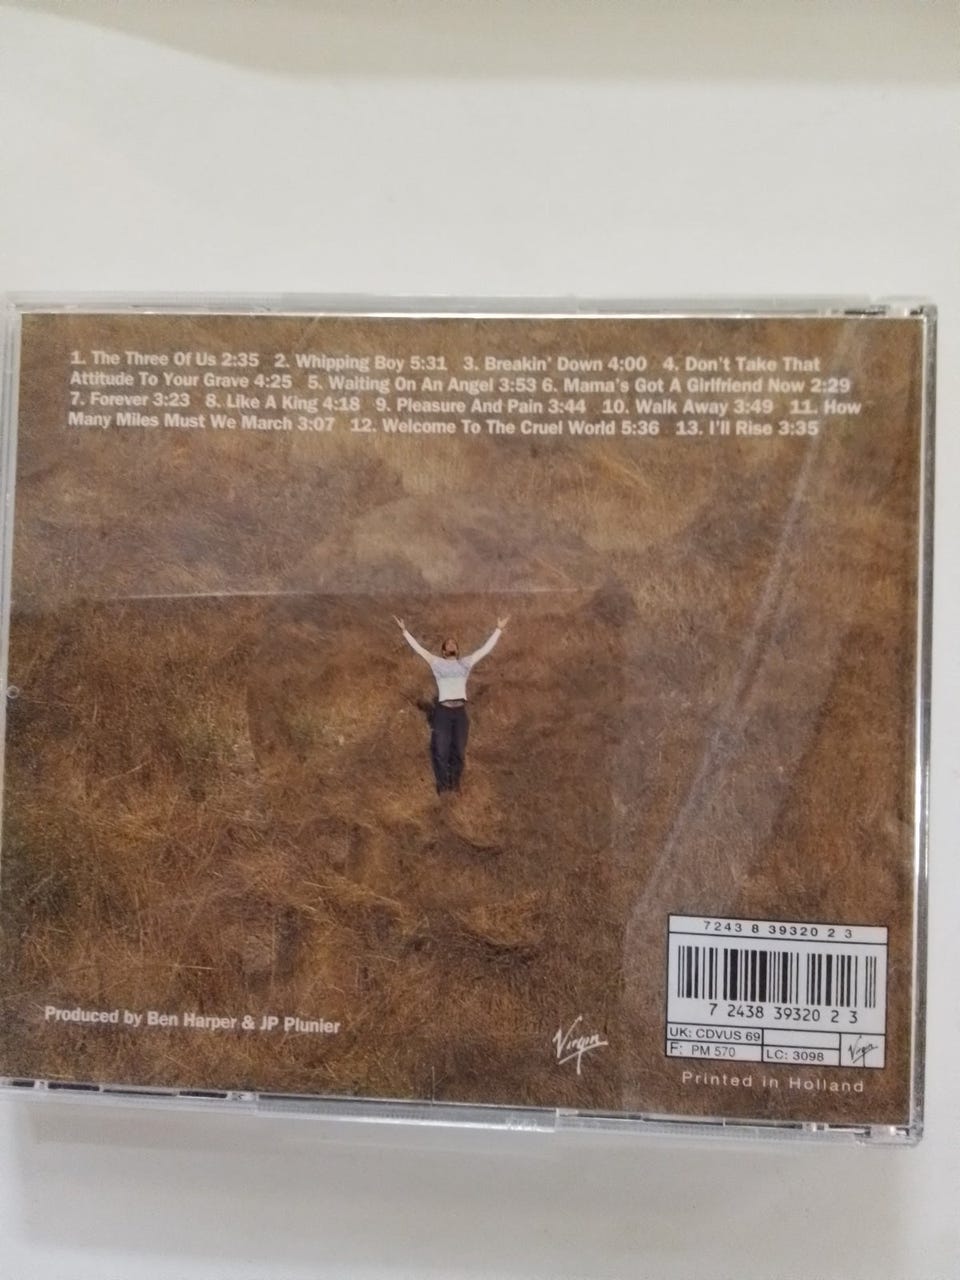 1. The Three Of Us 2:35 2. Whipping Boy 5:31 3. Breakin' Down 4:00 4. Don't Take That
Attitude To Your Grave 4:25 5. Waiting On An Angel 3:53 6. Mama's Got A Girlfriend Now 2:29
7. Forever 3:23 8. Like A King 4:18 9. Pleasure And Pain 3:44 10. Walk Away 3:49 11. How
Many Miles Must We March 3:07 12. Welcome To The Cruel World 5:36 13. I'll Rise 3:35
Produced by Ben Harper & JP Plunier
Virgin
7243 8 39320 2 3
7 2438 39320 2 3
UK: CDVUS 69
F: PM 570
LC: 3098
Virgin
Printed in Holland